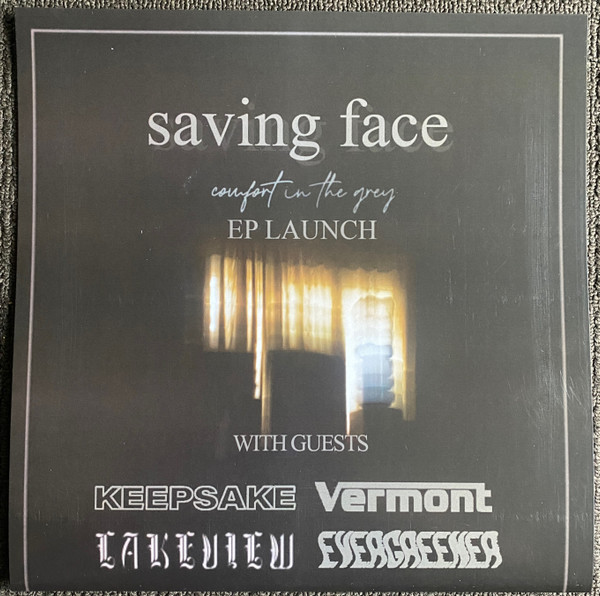 saving face
comfort in the grey
EP LAUNCH
WITH GUESTS
KEEPSAKE Vermont
LAKEVIEW EVERGREENER